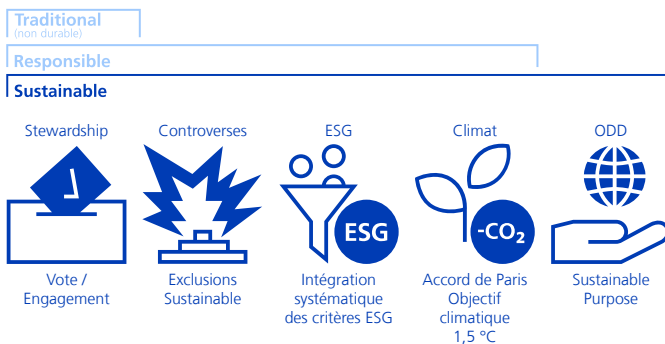 Traditional
(non durable)
Responsible
Sustainable
Stewardship
Controverses
ESG
Climat
ODD
ESG
-CO₂
Vote /
Engagement
Exclusions
Sustainable
Intégration
systématique
des critères ESG
Accord de Paris
Objectif
climatique
1,5 °C
Sustainable
Purpose